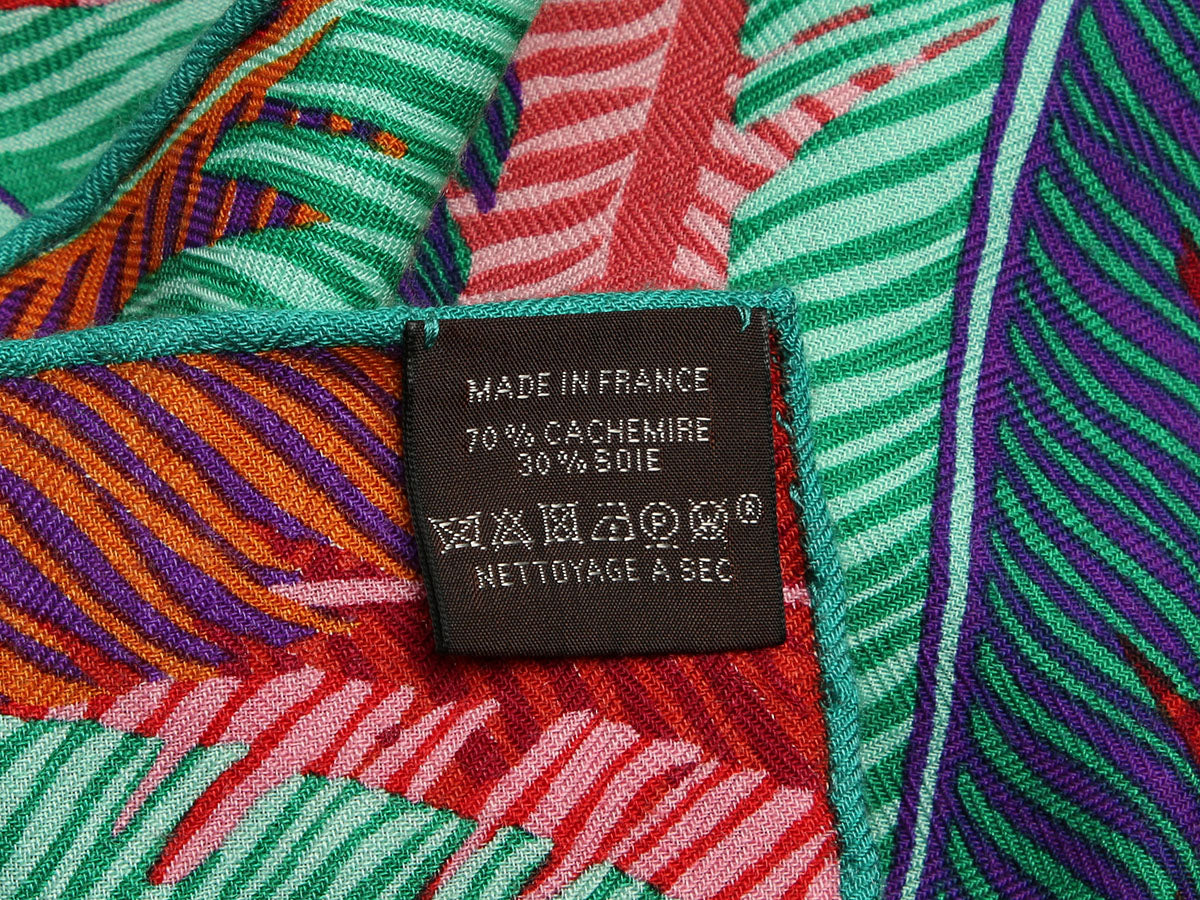 MADE IN FRANCE
70 % CACHEMIRE
30 % SOIE
P ®
NETTOYAGE A SEC